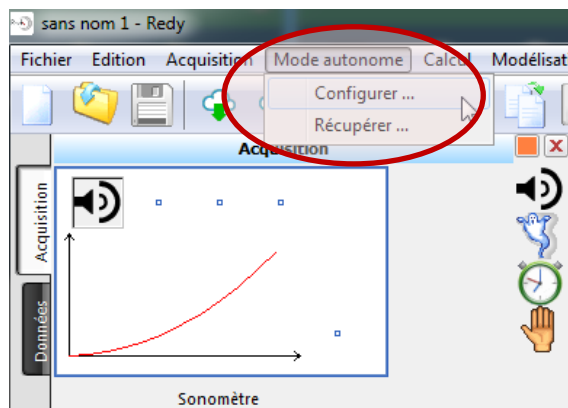 sans nom 1 - Redy
Fichier Edition Acquisition Mode autonome Calcul Modélisat
Configurer ...
Récupérer ...
Acquisition
Acquisition
Données
Sonomètre